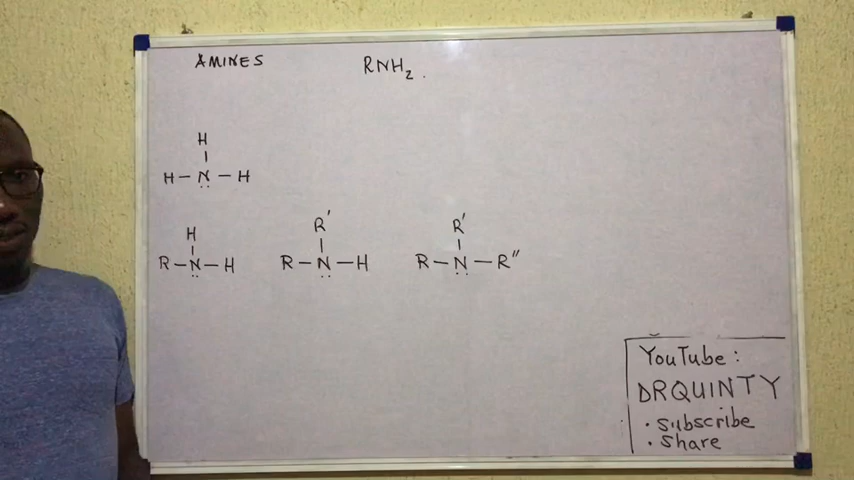 AMINES RNH2.
H
|
H – N̤ – H
H R' R'
| | |
R – N̤ – H R – N̤ – H R – N̤ – R"
YouTube:
DRQUINTY
• subscribe
• share